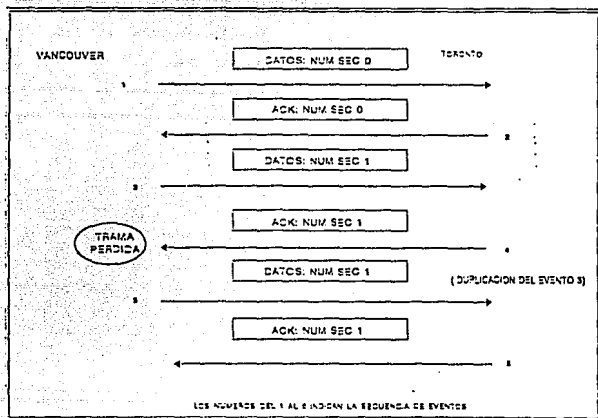 VANCOUVER
DATOS: NUM SEC 0
TORONTO
1
ACK: NUM SEC 0
2
DATOS: NUM SEC 1
3
ACK: NUM SEC 1
TRAMA
PERDIDA
4
DATOS: NUM SEC 1
( DUPLICACION DEL EVENTO 3)
5
ACK: NUM SEC 1
6
LOS NUMEROS DEL 1 AL 6 INDICAN LA SECUENCIA DE EVENTOS